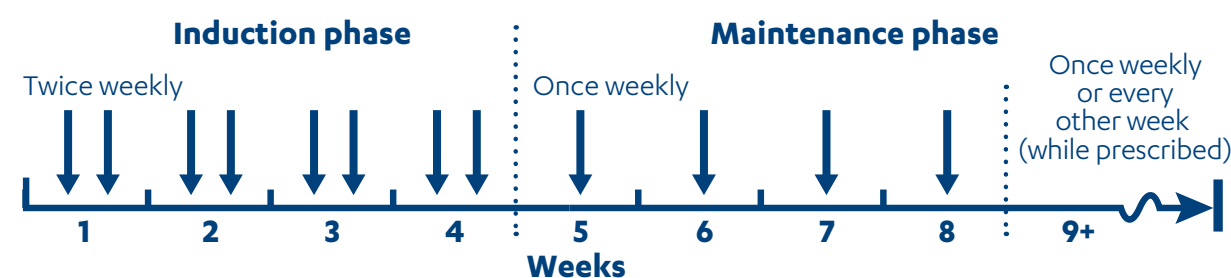 Induction phase
Maintenance phase
Twice weekly
Once weekly
Once weekly
or every
other week
(while prescribed)
1 2 3 4 5 6 7 8 9+
Weeks